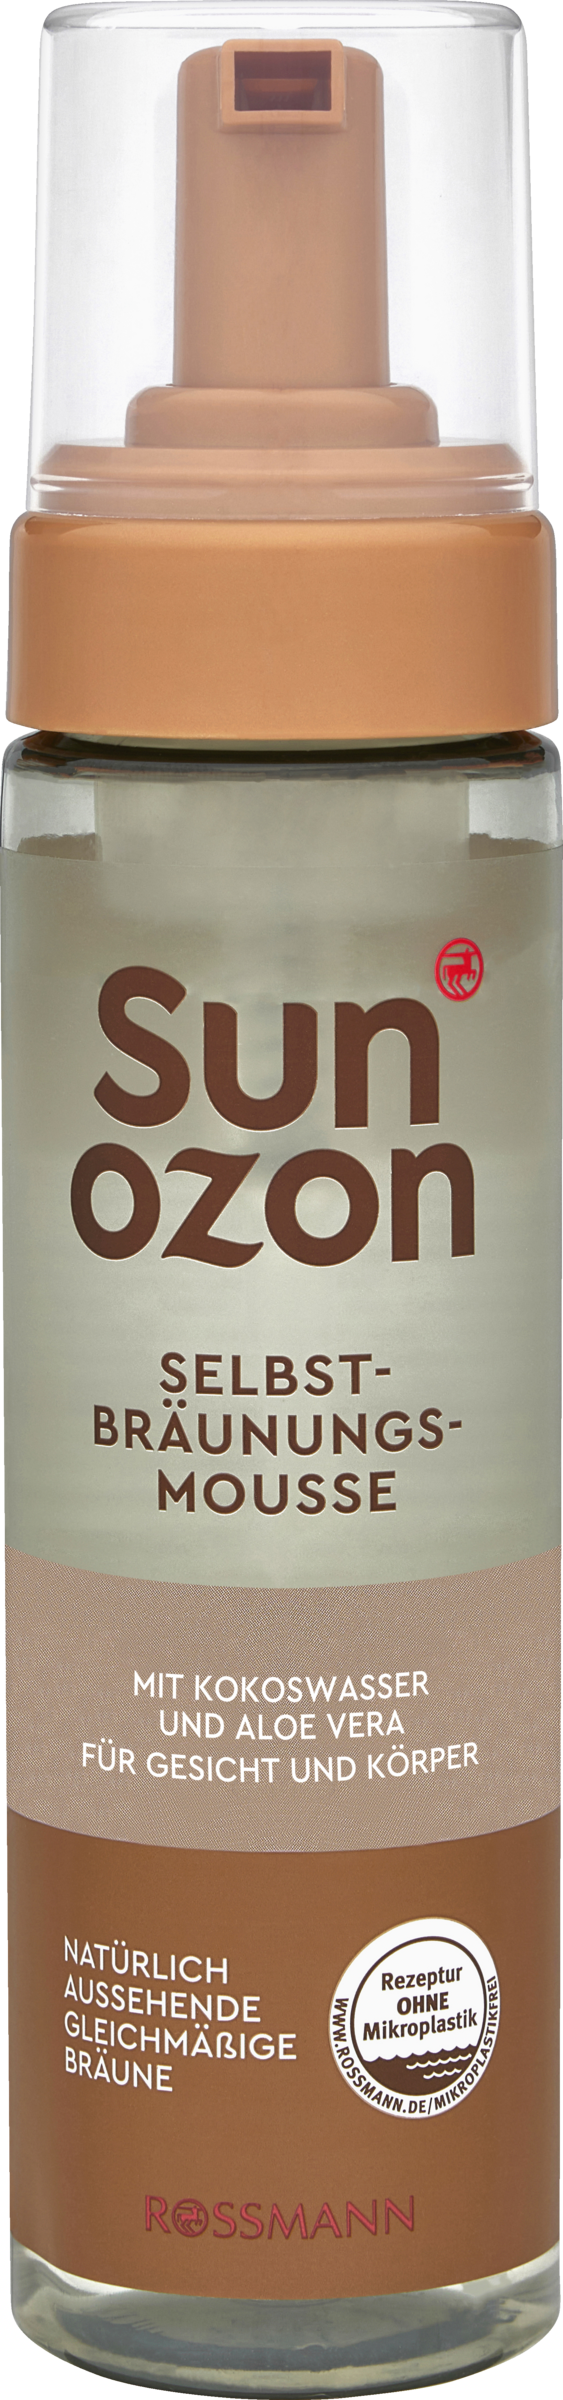 Sun
ozon
SELBST-
BRÄUNUNGS-
MOUSSE
MIT KOKOSWASSER
UND ALOE VERA
FÜR GESICHT UND KÖRPER
NATÜRLICH
AUSSEHENDE
GLEICHMÄßIGE
BRÄUNE
Rezeptur
OHNE
Mikroplastik
WWW.ROSSMANN.DE/MIKROPLASTIKFREI
ROSSMANN